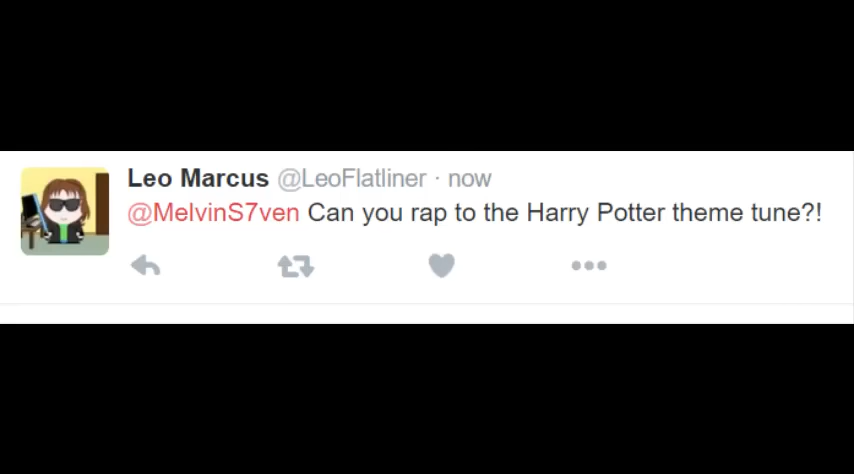 Leo Marcus @LeoFlatliner · now
@MelvinS7ven Can you rap to the Harry Potter theme tune?!